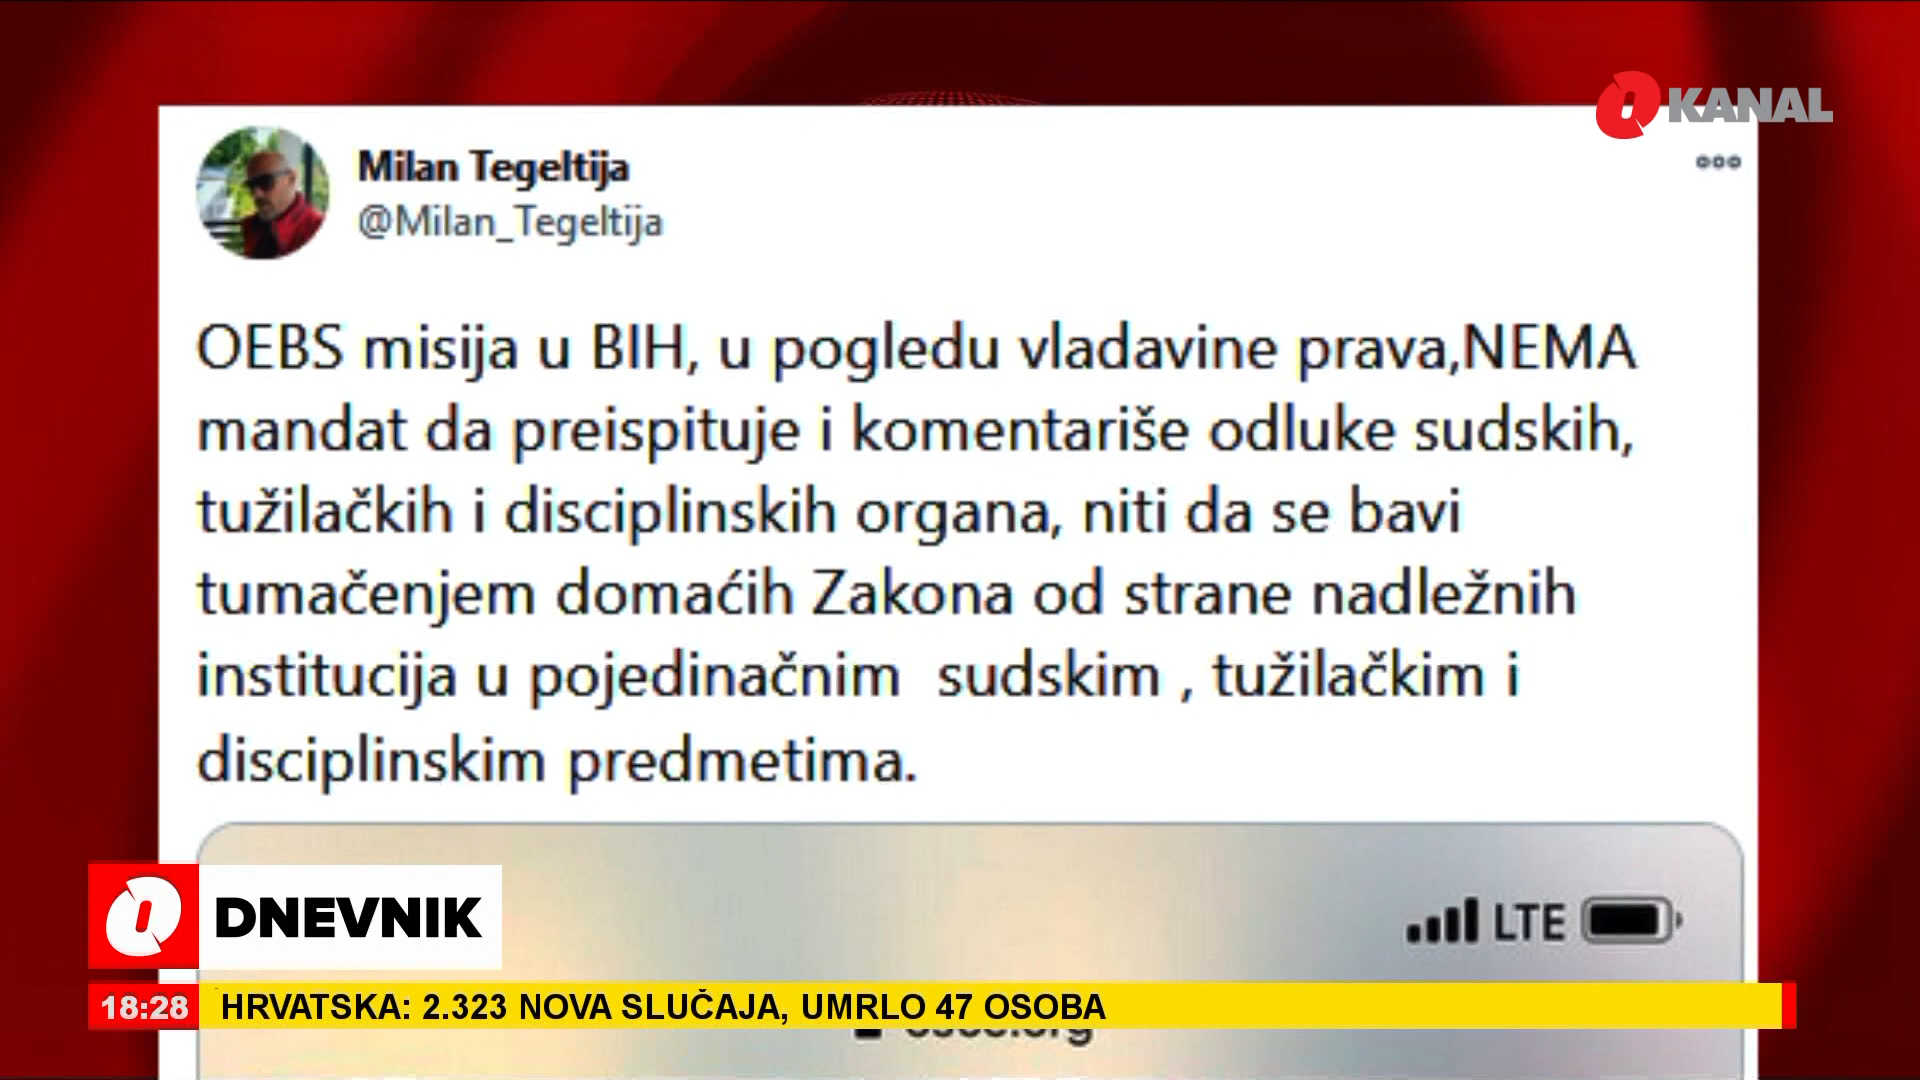 KANAL
Milan Tegeltija
@Milan_Tegeltija
OEBS misija u BIH, u pogledu vladavine prava,NEMA
mandat da preispituje i komentariše odluke sudskih,
tužilačkih i disciplinskih organa, niti da se bavi
tumačenjem domaćih Zakona od strane nadležnih
institucija u pojedinačnim  sudskim , tužilačkim i
disciplinskim predmetima.
LTE
DNEVNIK
18:28 HRVATSKA: 2.323 NOVA SLUČAJA, UMRLO 47 OSOBA